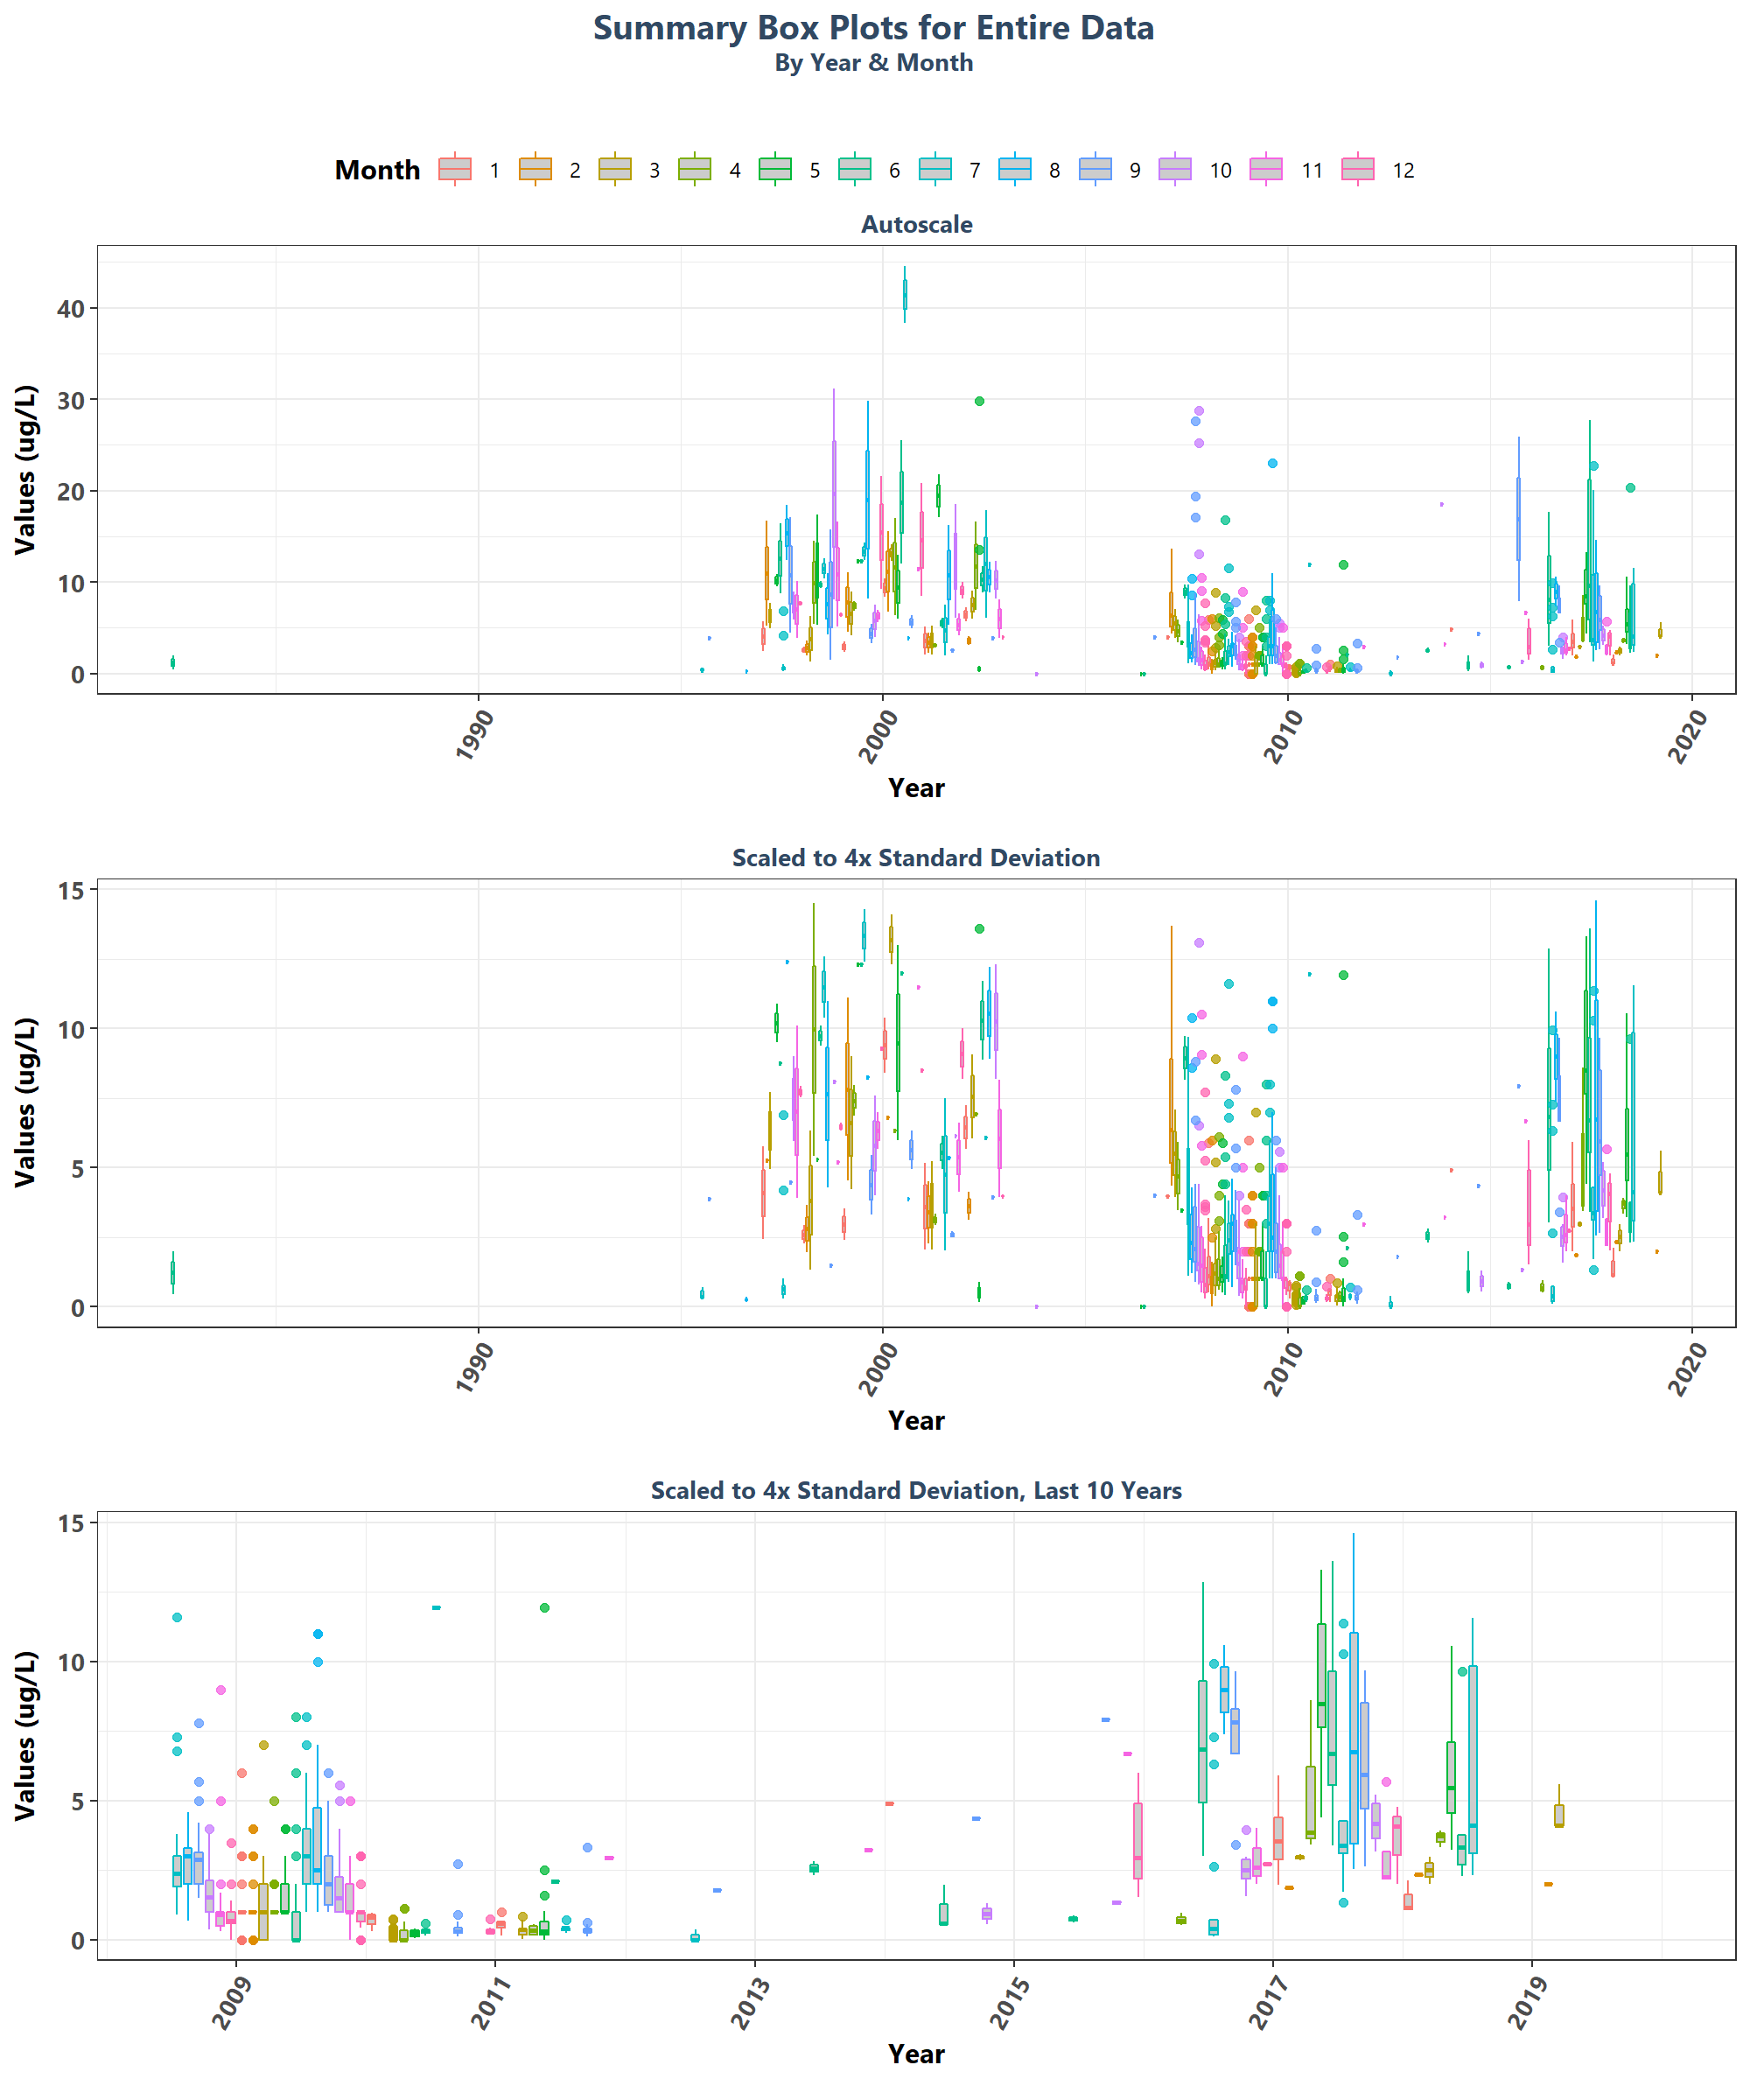 Summary Box Plots for Entire Data
By Year & Month
Month 1 2 3 4 5 6 7 8 9 10 11 12
Autoscale
Values (ug/L)
40
30
20
10
0
1990 2000 2010 2020
Year
Scaled to 4x Standard Deviation
Values (ug/L)
15
10
5
0
1990 2000 2010 2020
Year
Scaled to 4x Standard Deviation, Last 10 Years
Values (ug/L)
15
10
5
0
2009 2011 2013 2015 2017 2019
Year